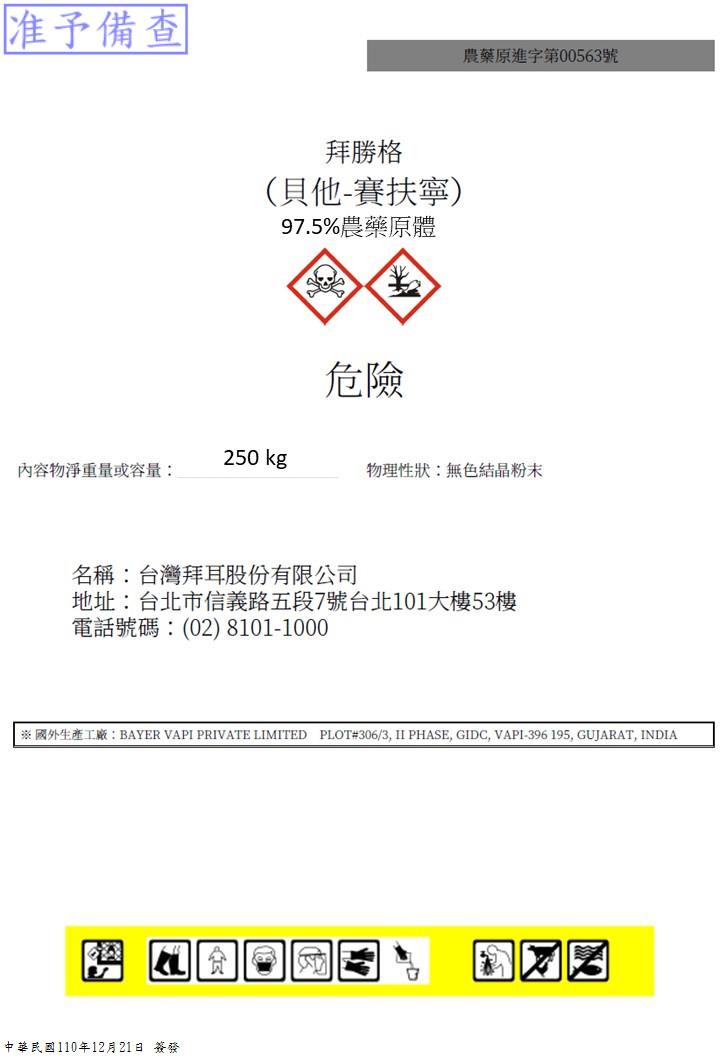 准予備查
農藥原進字第00563號
拜勝格
（貝他-賽扶寧）
97.5%農藥原體
危險
內容物淨重量或容量：250 kg 物理性狀：無色結晶粉末
名稱：台灣拜耳股份有限公司
地址：台北市信義路五段7號台北101大樓53樓
電話號碼：(02) 8101-1000
※ 國外生產工廠：BAYER VAPI PRIVATE LIMITED PLOT#306/3, II PHASE, GIDC, VAPI-396 195, GUJARAT, INDIA
中華民國110年12月21日 簽發